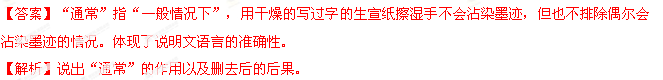 【答案】“通常”指“一般情况下”，用干燥的写过字的生宣纸擦湿手不会沾染墨迹，但也不排除偶尔会
沾染墨迹的情况。体现了说明文语言的准确性。
【解析】说出“通常”的作用以及删去后的后果。